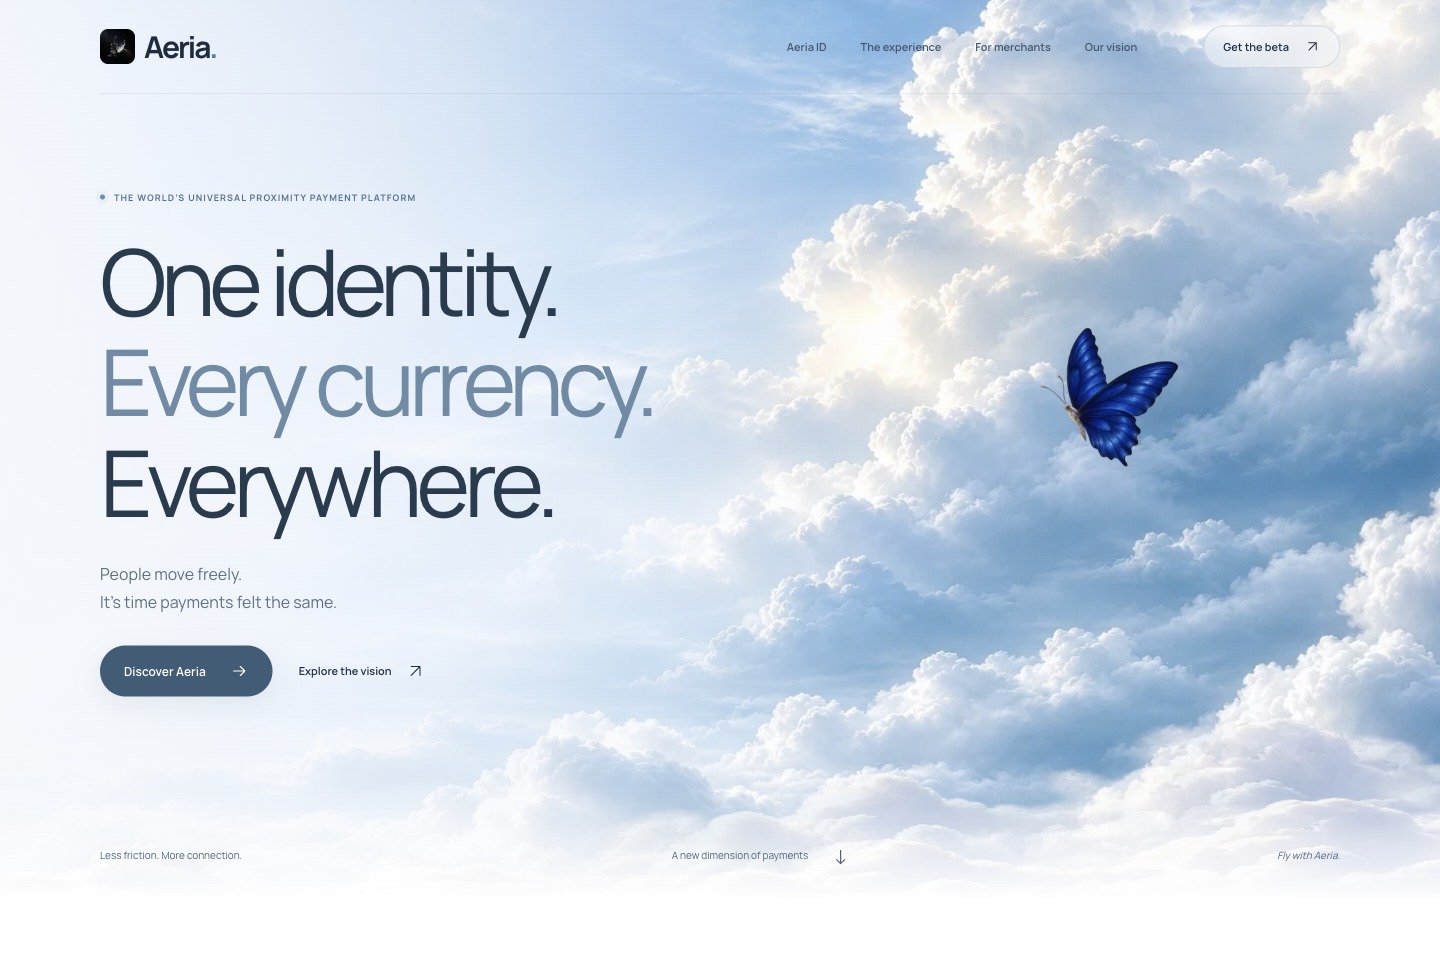 Aeria.
Aeria ID
The experience
For merchants
Our vision
Get the beta
THE WORLD'S UNIVERSAL PROXIMITY PAYMENT PLATFORM
One identity.
Every currency.
Everywhere.
People move freely.
It's time payments felt the same.
Discover Aeria
Explore the vision
Less friction. More connection.
A new dimension of payments
Fly with Aeria.